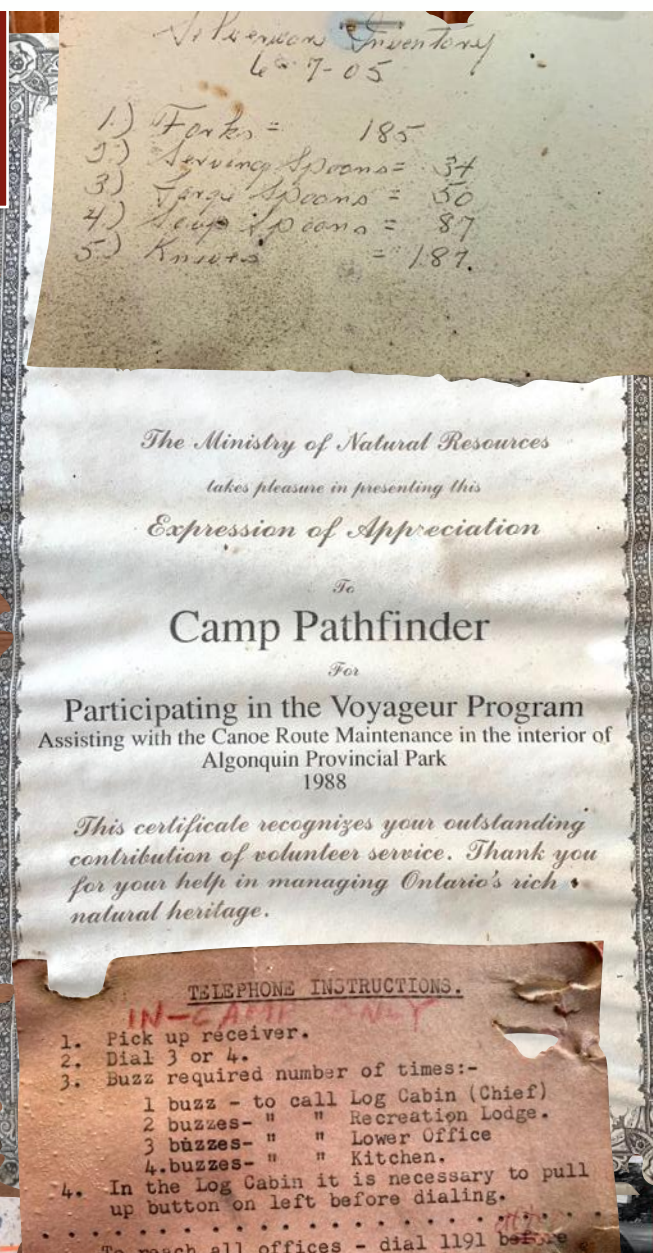 Silverware Inventory
6-7-05
1.) Forks = 185
2.) Serving Spoons = 34
3) Large Spoons = 50
4) Soup Spoons = 87
5.) Knives = 187.
The Ministry of Natural Resources
takes pleasure in presenting this
Expression of Appreciation
To
Camp Pathfinder
For
Participating in the Voyageur Program
Assisting with the Canoe Route Maintenance in the interior of
Algonquin Provincial Park
1988
This certificate recognizes your outstanding
contribution of volunteer service. Thank you
for your help in managing Ontario's rich
natural heritage.
TELEPHONE INSTRUCTIONS.
IN-CAMP ONLY
1. Pick up receiver.
2. Dial 3 or 4.
3. Buzz required number of times:-
1 buzz - to call Log Cabin (Chief)
2 buzzes- " " Recreation Lodge.
3 buzzes- " " Lower Office
4.buzzes- " " Kitchen.
4. In the Log Cabin it is necessary to pull
up button on left before dialing.
To reach all offices - dial 1191 before